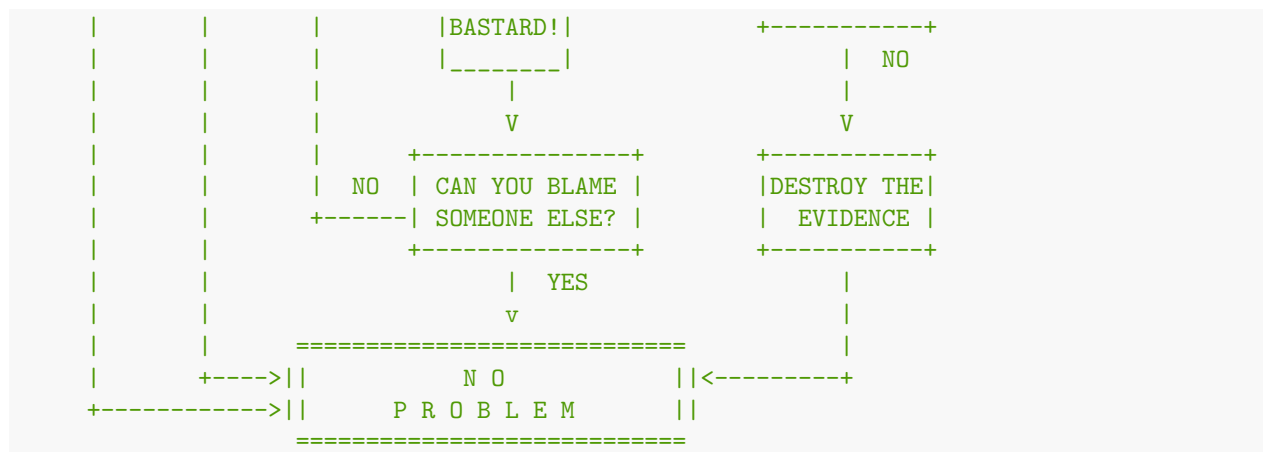 BASTARD!
NO
NO CAN YOU BLAME DESTROY THE
SOMEONE ELSE? EVIDENCE
YES
N O
P R O B L E M